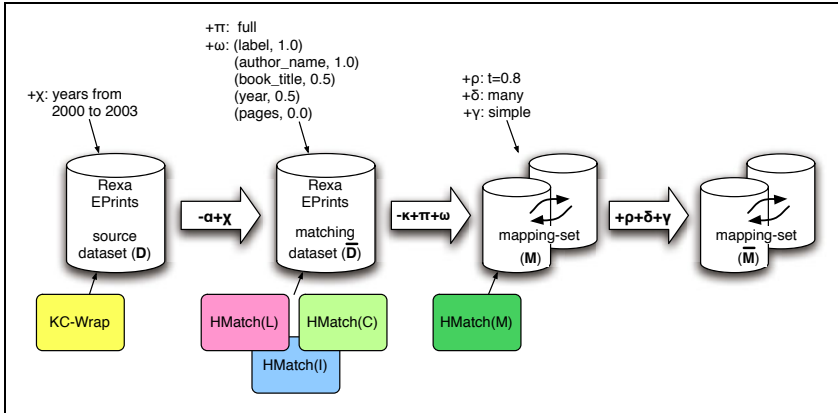 +π: full
+ω: (label, 1.0)
(author_name, 1.0)
(book_title, 0.5)
(year, 0.5)
(pages, 0.0)
+χ: years from
2000 to 2003
+ρ: t=0.8
+δ: many
+γ: simple
Rexa
EPrints
source
dataset (D)
-α+χ
Rexa
EPrints
matching
dataset (D̅)
-κ+π+ω
mapping-set
(M)
+ρ+δ+γ
mapping-set
(M̅)
KC-Wrap
HMatch(L)
HMatch(C)
HMatch(I)
HMatch(M)